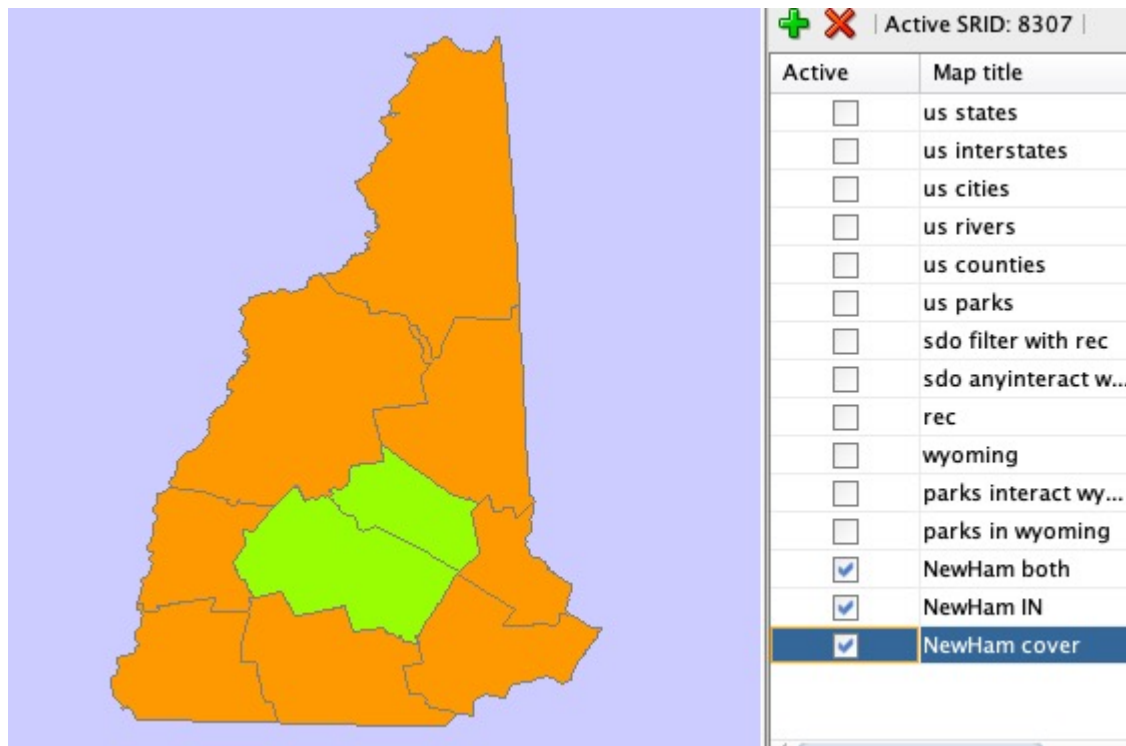 Active SRID: 8307
Active Map title
us states
us interstates
us cities
us rivers
us counties
us parks
sdo filter with rec
sdo anyinteract w...
rec
wyoming
parks interact wy...
parks in wyoming
NewHam both
NewHam IN
NewHam cover